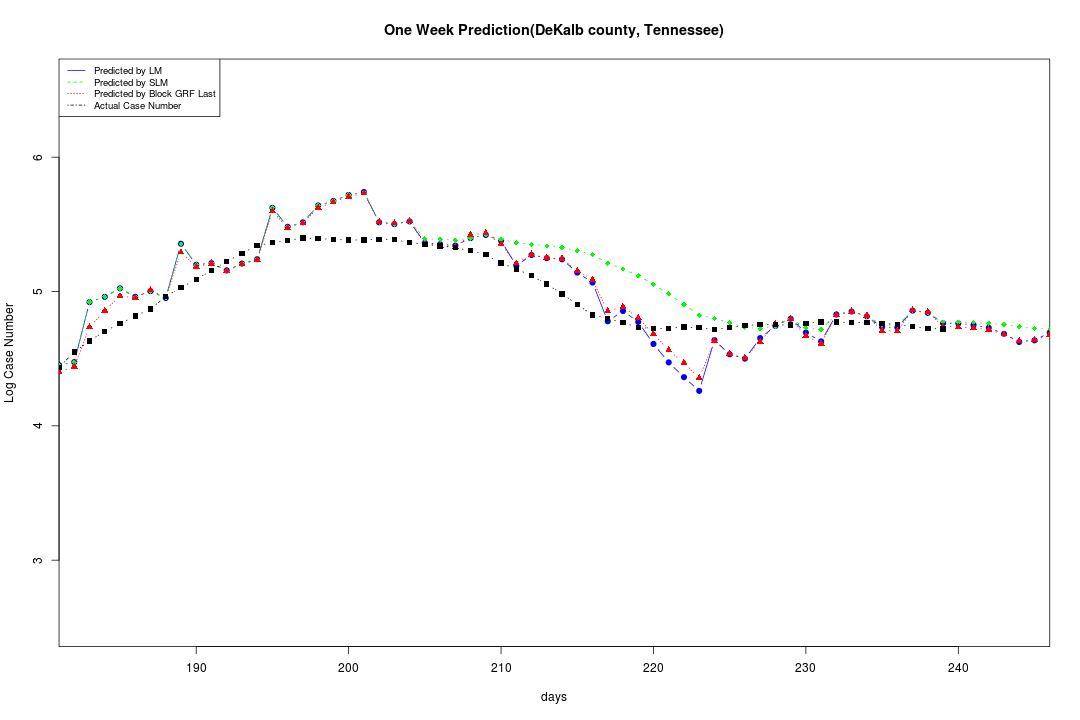 One Week Prediction(DeKalb county, Tennessee)
Predicted by LM
Predicted by SLM
Predicted by Block GRF Last
Actual Case Number
Log Case Number
6
5
4
3
190 200 210 220 230 240
days